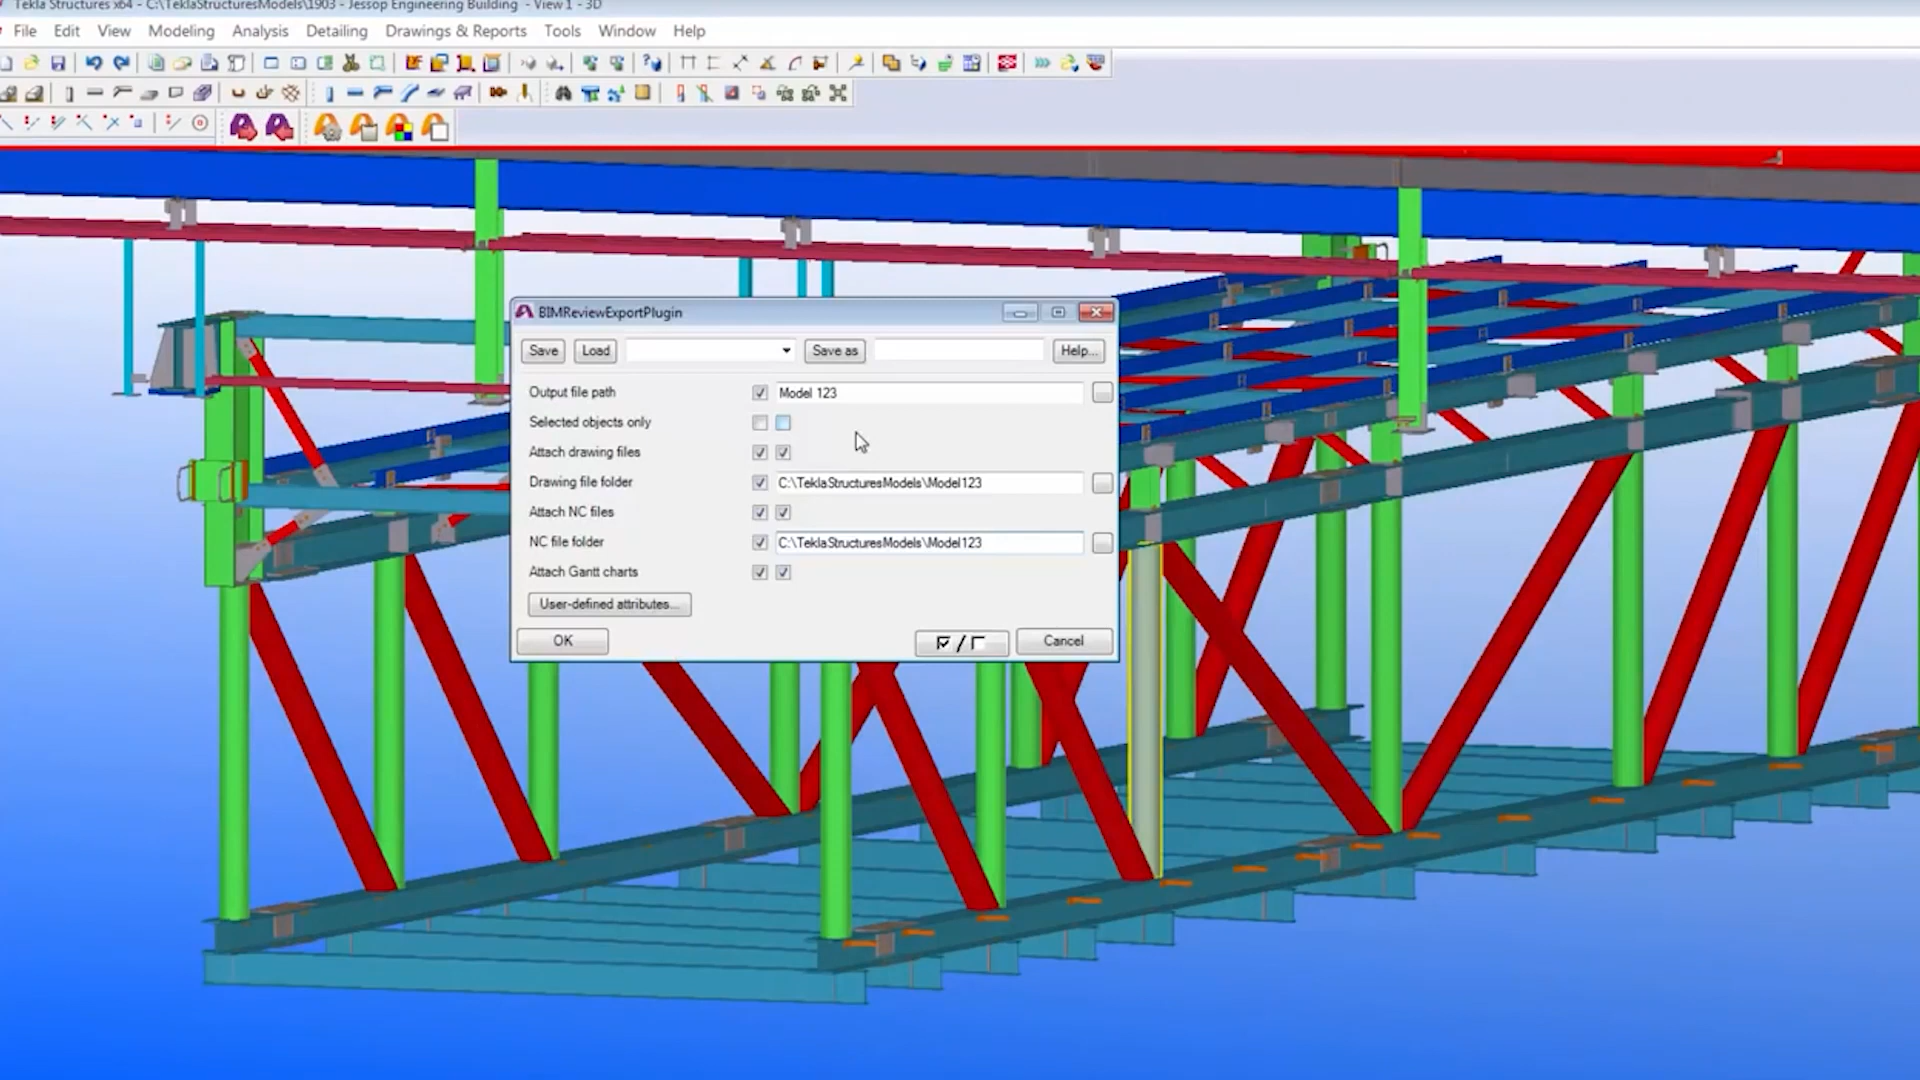 Tekla Structures x64 - C:\TeklaStructuresModels\1903 - Jessop Engineering Building - View 1 - 3D
File Edit View Modeling Analysis Detailing Drawings & Reports Tools Window Help
BIMReviewExportPlugin
Save Load Save as Help...
Output file path Model 123
Selected objects only
Attach drawing files
Drawing file folder C:\TeklaStructuresModels\Model123
Attach NC files
NC file folder C:\TeklaStructuresModels\Model123
Attach Gantt charts
User-defined attributes...
OK / Cancel